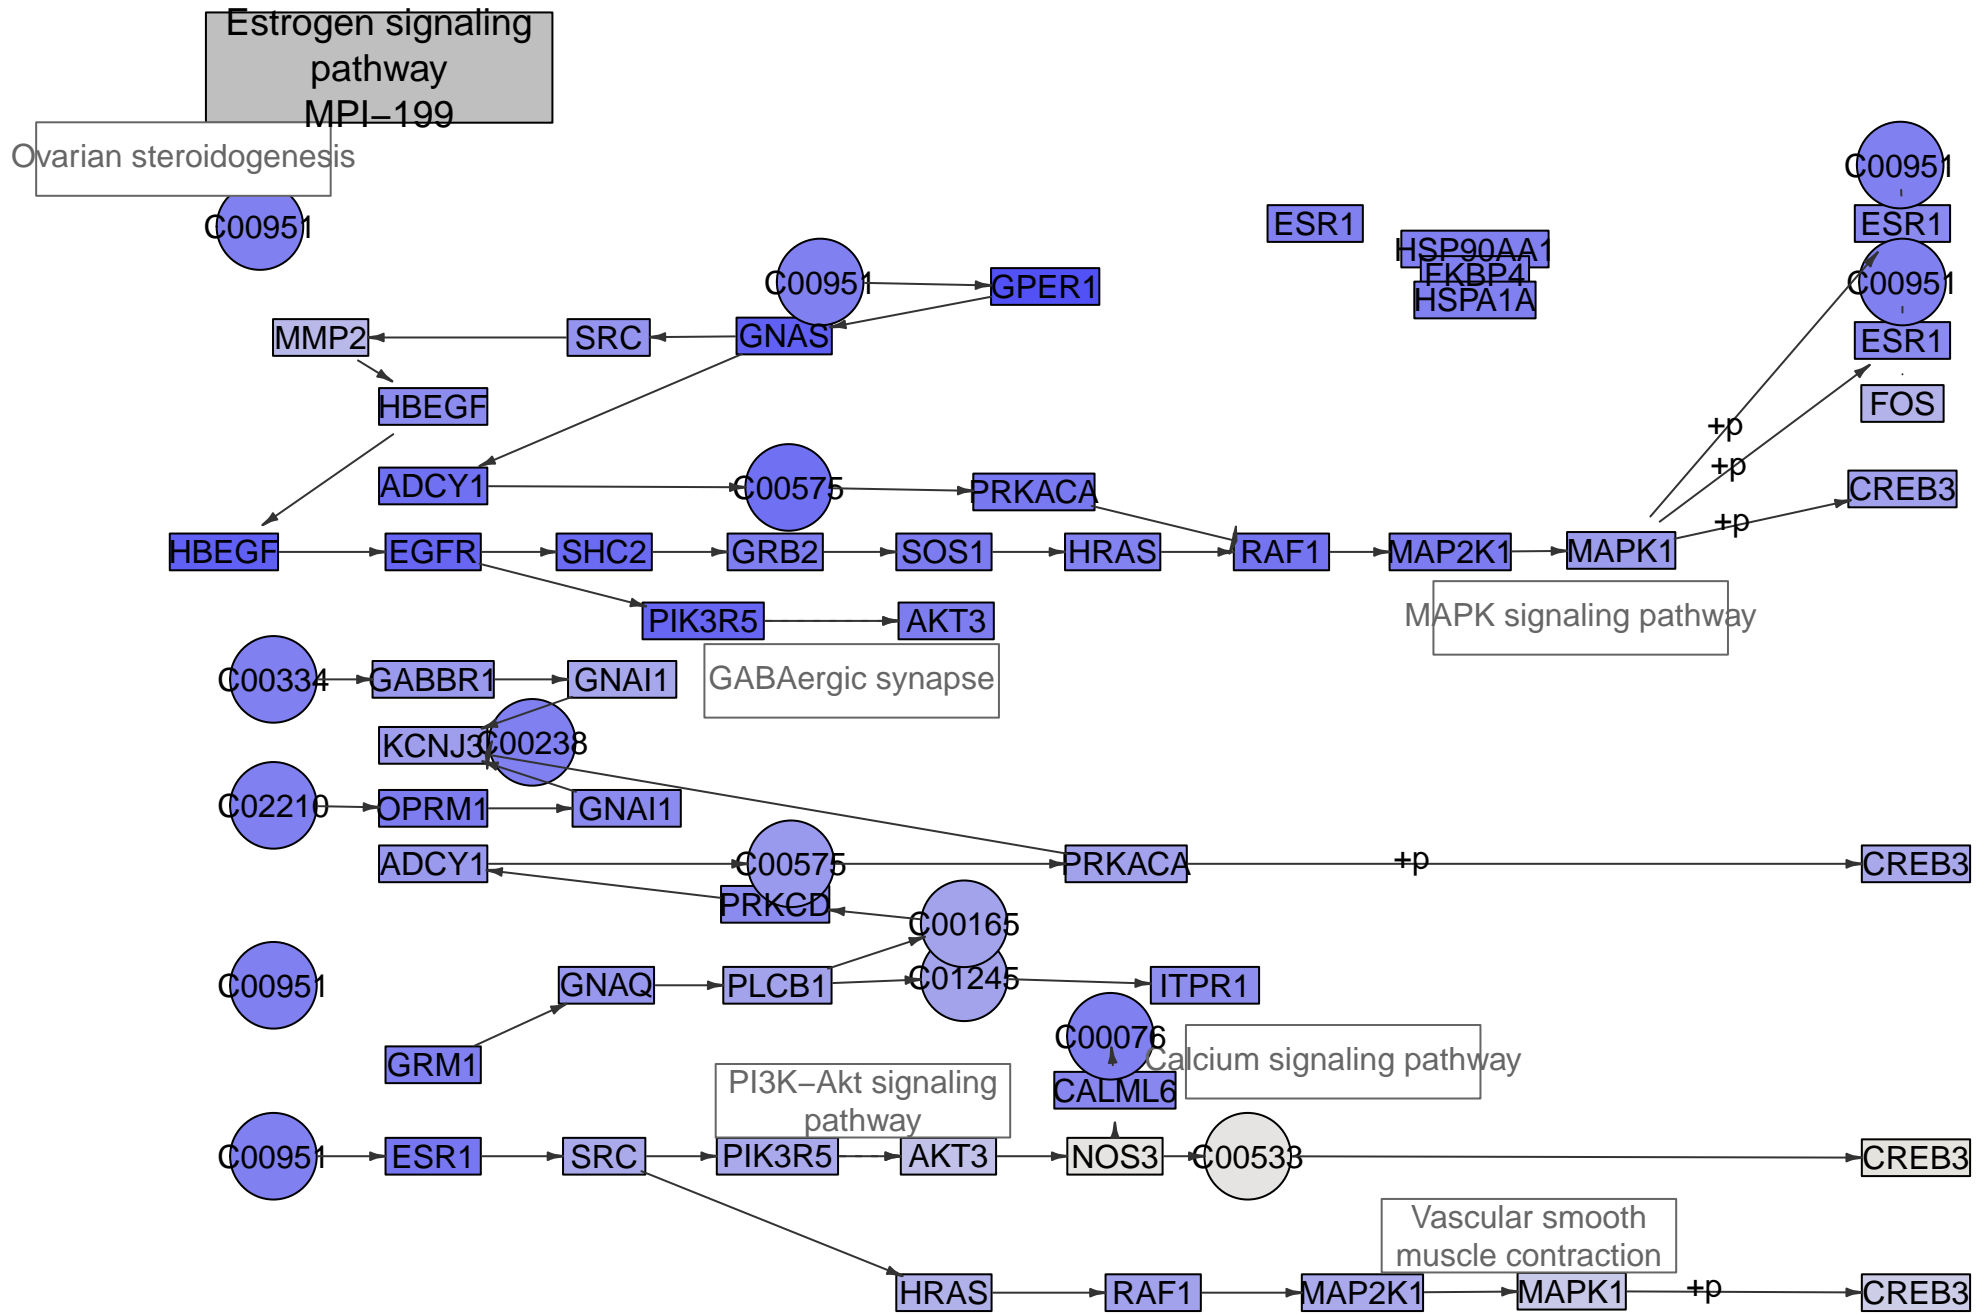 Estrogen signaling
pathway
MPI−199
Ovarian steroidogenesis
C00951
C00951
ESR1
ESR1
C00951
HSP90AA1
FKBP4
HSPA1A
C00951
GPER1
C00951
MMP2
SRC
GNAS
ESR1
HBEGF
FOS
+p
+p
ADCY1
C00575
PRKACA
CREB3
+p
HBEGF
EGFR
SHC2
GRB2
SOS1
HRAS
RAF1
MAP2K1
MAPK1
PIK3R5
AKT3
MAPK signaling pathway
C00334
GABBR1
GNAI1
GABAergic synapse
KCNJ3
C00238
C02210
OPRM1
GNAI1
ADCY1
C00575
PRKACA
+p
CREB3
PRKCD
C00165
C00951
GNAQ
PLCB1
C01245
ITPR1
C00076
Calcium signaling pathway
GRM1
CALML6
PI3K−Akt signaling
pathway
C00951
ESR1
SRC
PIK3R5
AKT3
NOS3
C00533
CREB3
Vascular smooth
muscle contraction
HRAS
RAF1
MAP2K1
MAPK1
+p
CREB3